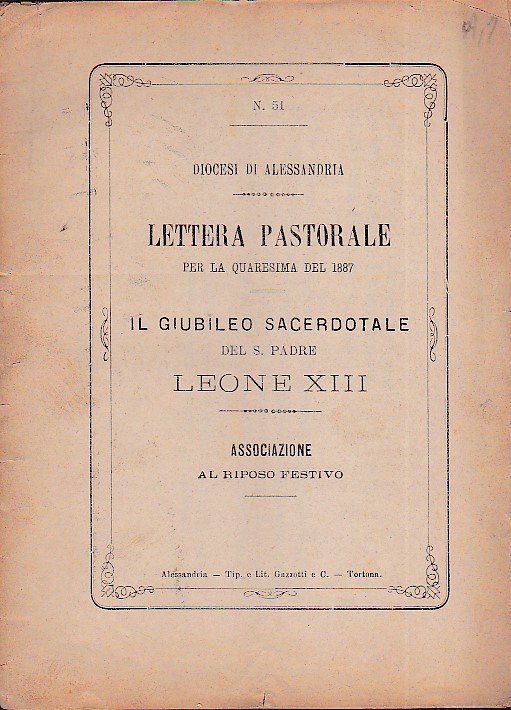 N. 51
DIOCESI DI ALESSANDRIA
LETTERA PASTORALE
PER LA QUARESIMA DEL 1887
IL GIUBILEO SACERDOTALE
DEL S. PADRE
LEONE XIII
ASSOCIAZIONE
AL RIPOSO FESTIVO
Alessandria — Tip. e Lit. Gazzotti e C. — Tortona.